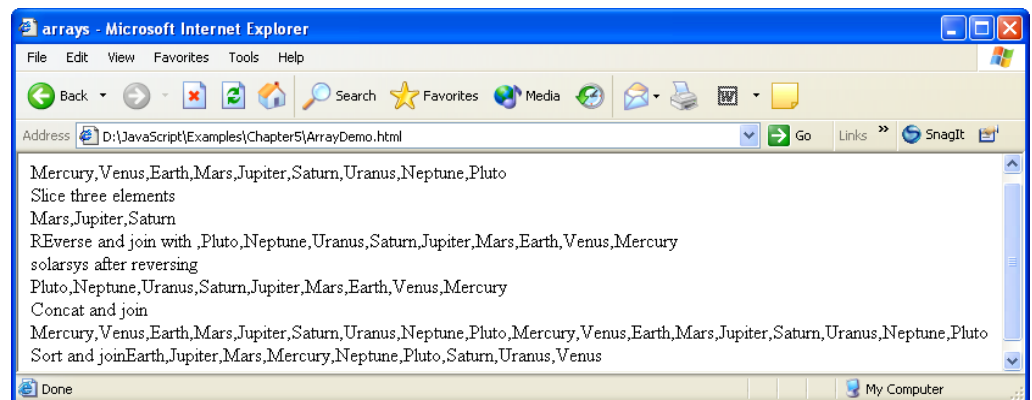 arrays - Microsoft Internet Explorer
File Edit View Favorites Tools Help
Back Search Favorites Media W
Address D:\JavaScript\Examples\Chapter5\ArrayDemo.html Go Links » SnagIt
Mercury,Venus,Earth,Mars,Jupiter,Saturn,Uranus,Neptune,Pluto
Slice three elements
Mars,Jupiter,Saturn
REverse and join with ,Pluto,Neptune,Uranus,Saturn,Jupiter,Mars,Earth,Venus,Mercury
solarsys after reversing
Pluto,Neptune,Uranus,Saturn,Jupiter,Mars,Earth,Venus,Mercury
Concat and join
Mercury,Venus,Earth,Mars,Jupiter,Saturn,Uranus,Neptune,Pluto,Mercury,Venus,Earth,Mars,Jupiter,Saturn,Uranus,Neptune,Pluto
Sort and joinEarth,Jupiter,Mars,Mercury,Neptune,Pluto,Saturn,Uranus,Venus
Done My Computer